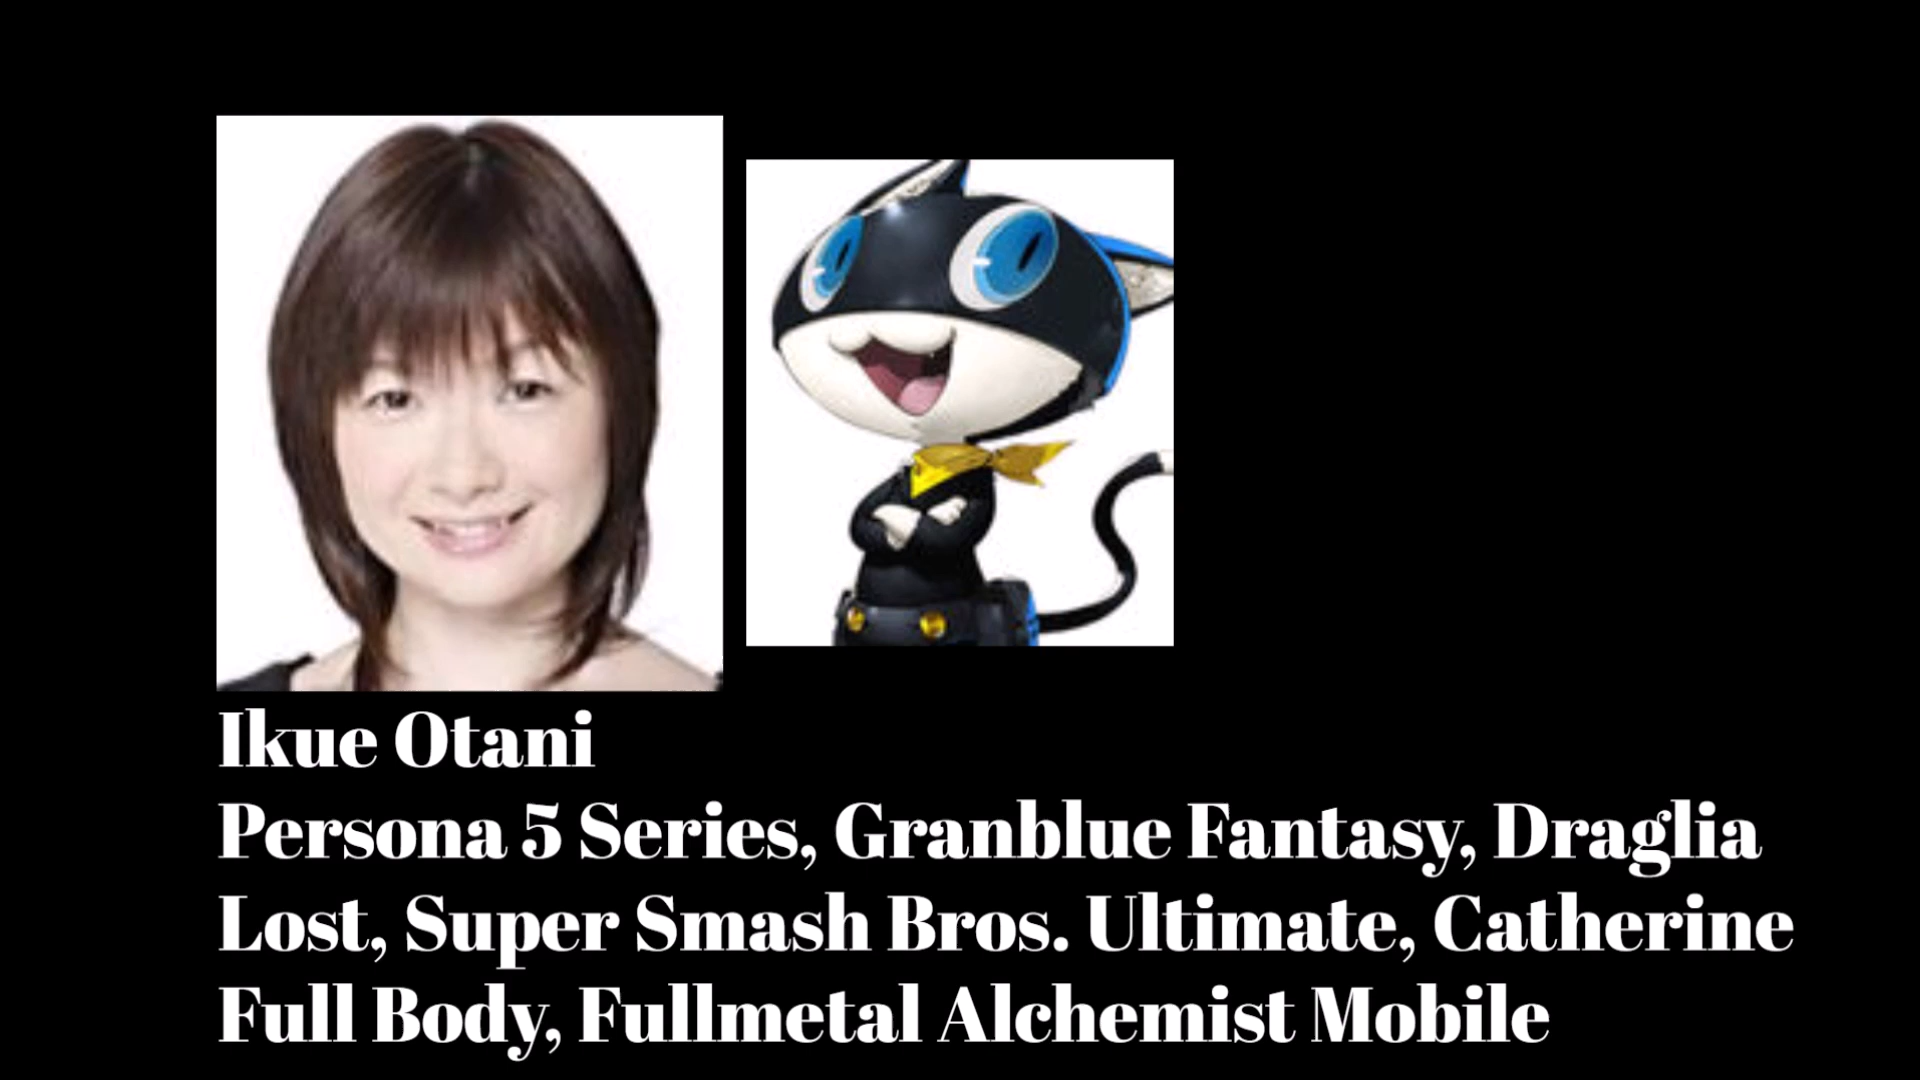 Ikue Otani
Persona 5 Series, Granblue Fantasy, Draglia
Lost, Super Smash Bros. Ultimate, Catherine
Full Body, Fullmetal Alchemist Mobile